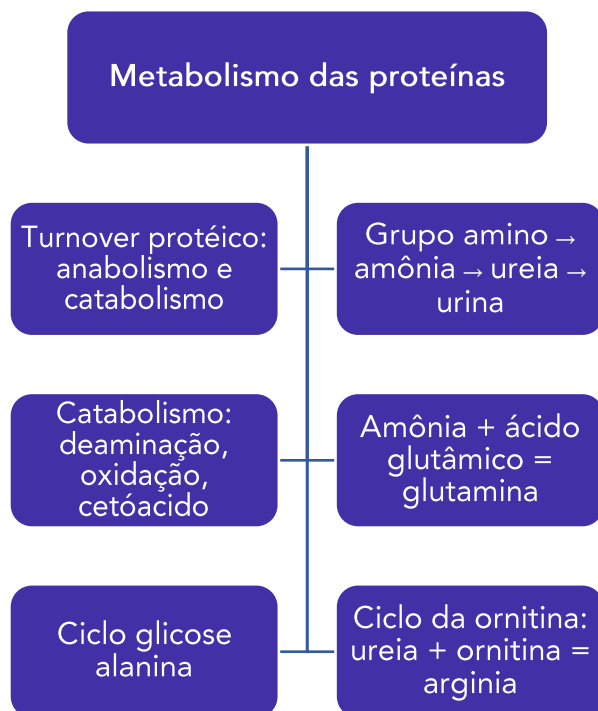 Metabolismo das proteínas
Turnover protéico:
anabolismo e
catabolismo
Grupo amino →
amônia → ureia →
urina
Catabolismo:
deaminação,
oxidação,
cetóacido
Amônia + ácido
glutâmico =
glutamina
Ciclo glicose
alanina
Ciclo da ornitina:
ureia + ornitina =
arginia